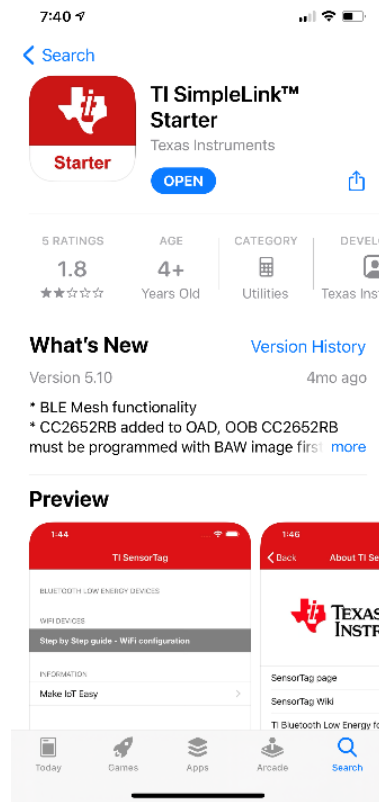 7:40
Search
TI SimpleLink™
Starter
Texas Instruments
Starter
OPEN
5 RATINGS
AGE
CATEGORY
1.8
4+
★★☆☆☆
Years Old
Utilities
Texas
What's New
Version History
Version 5.10
4mo ago
* BLE Mesh functionality
* CC2652RB added to OAD, OOB CC2652RB
must be programmed with BAW image first more
Preview
1:44
TI SensorTag
BLUETOOTH LOW ENERGY DEVICES
WIFI DEVICES
Step by Step guide - WiFi configuration
INFORMATION
Make IoT Easy
1:46
Back
About TI
TEXAS
SensorTag page
SensorTag Wiki
TI Bluetooth Low Energy
Today
Games
Apps
Arcade
Search